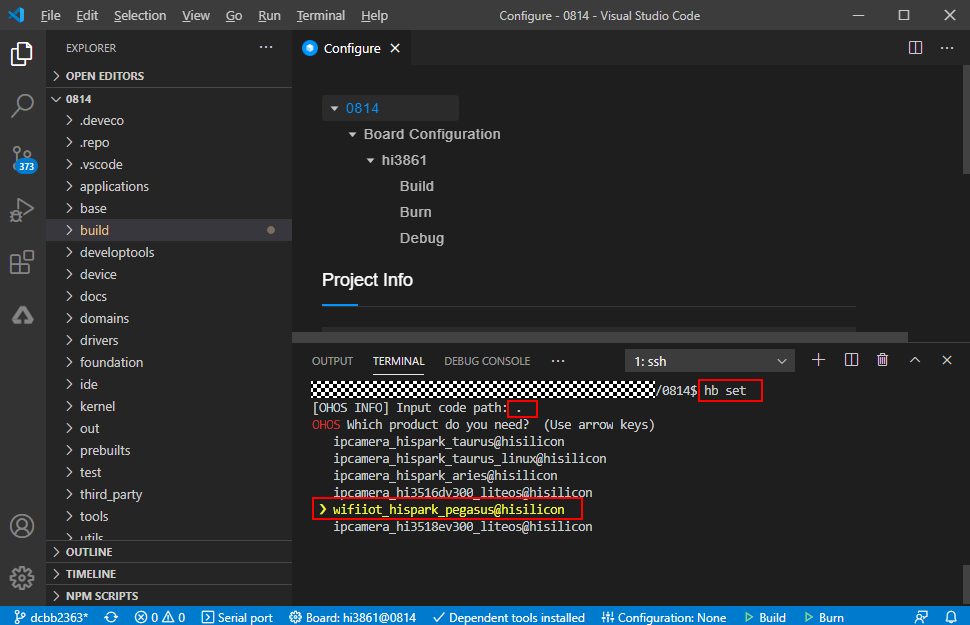 File Edit Selection View Go Run Terminal Help Configure - 0814 - Visual Studio Code
EXPLORER
OPEN EDITORS
0814
.deveco
.repo
.vscode
applications
base
build
developtools
device
docs
domains
drivers
foundation
ide
kernel
out
prebuilts
test
third_party
tools
utils
OUTLINE
TIMELINE
NPM SCRIPTS
373
Configure
0814
Board Configuration
hi3861
Build
Burn
Debug
Project Info
OUTPUT TERMINAL DEBUG CONSOLE 1: ssh
/0814$ hb set
[OHOS INFO] Input code path: .
OHOS Which product do you need? (Use arrow keys)
ipcamera_hispark_taurus@hisilicon
ipcamera_hispark_taurus_linux@hisilicon
ipcamera_hispark_aries@hisilicon
ipcamera_hi3516dv300_liteos@hisilicon
❯ wifiiot_hispark_pegasus@hisilicon
ipcamera_hi3518ev300_liteos@hisilicon
dcbb2363* 0 0 Serial port Board: hi3861@0814 Dependent tools installed Configuration: None Build Burn